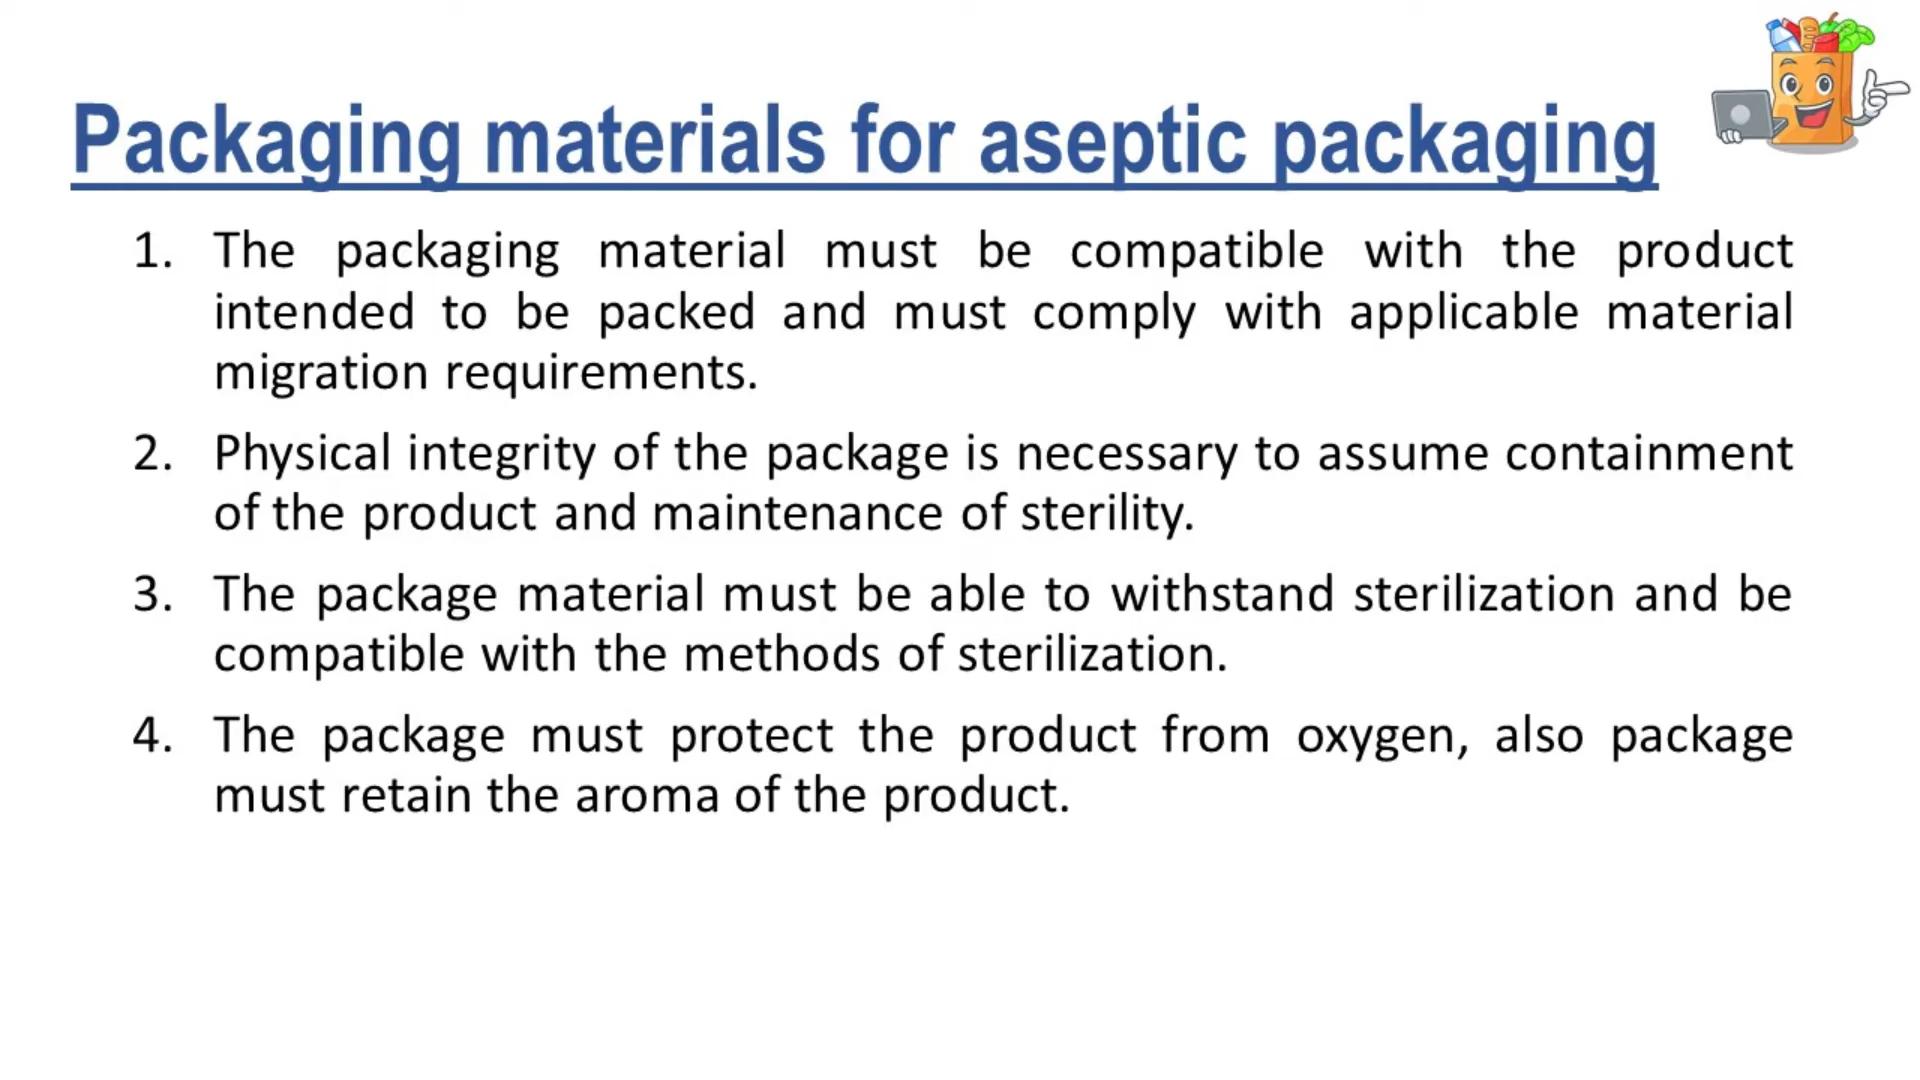 Packaging materials for aseptic packaging
1. The packaging material must be compatible with the product
intended to be packed and must comply with applicable material
migration requirements.
2. Physical integrity of the package is necessary to assume containment
of the product and maintenance of sterility.
3. The package material must be able to withstand sterilization and be
compatible with the methods of sterilization.
4. The package must protect the product from oxygen, also package
must retain the aroma of the product.